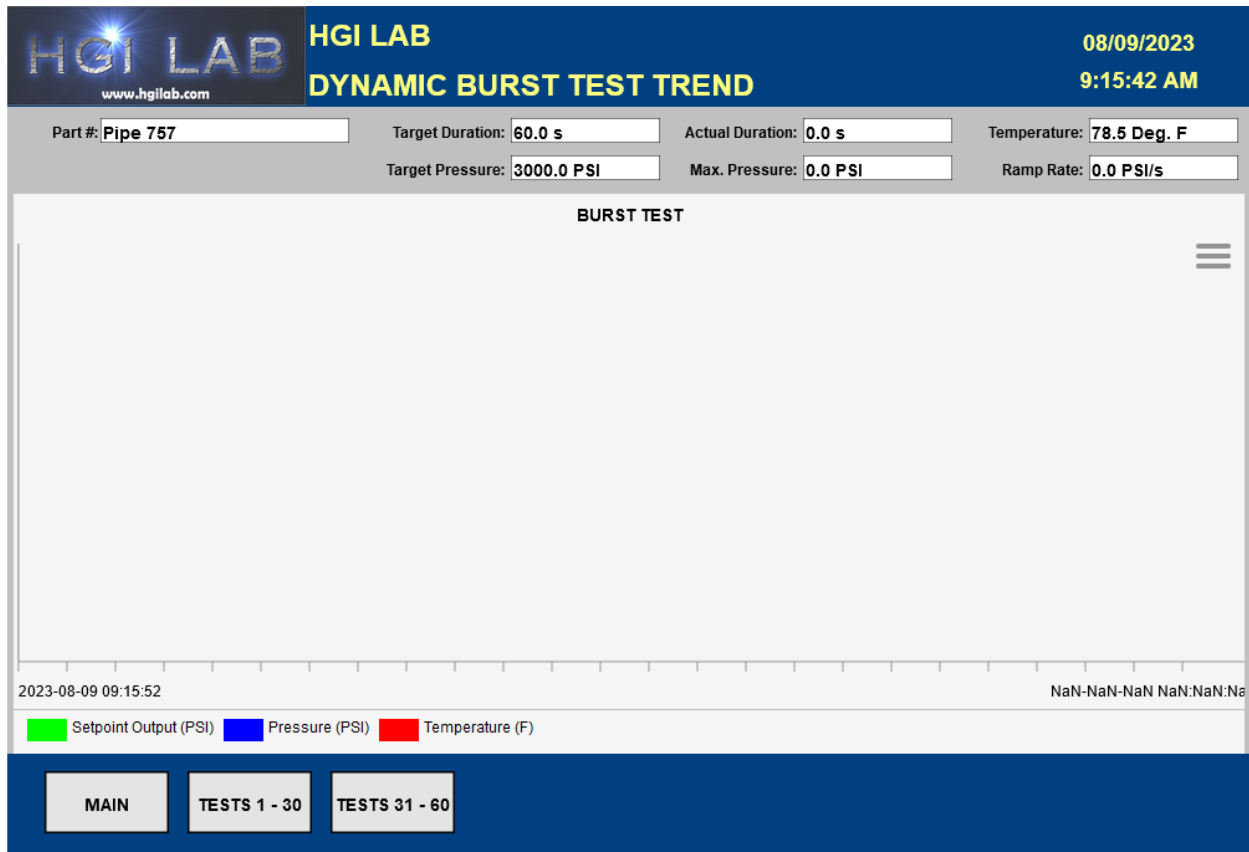 HGI LAB
www.hgilab.com
HGI LAB
DYNAMIC BURST TEST TREND
08/09/2023
9:15:42 AM
Part #: Pipe 757
Target Duration: 60.0 s
Actual Duration: 0.0 s
Temperature: 78.5 Deg. F
Target Pressure: 3000.0 PSI
Max. Pressure: 0.0 PSI
Ramp Rate: 0.0 PSI/s
BURST TEST
2023-08-09 09:15:52
NaN-NaN-NaN NaN:NaN:Na
Setpoint Output (PSI)
Pressure (PSI)
Temperature (F)
MAIN
TESTS 1 - 30
TESTS 31 - 60